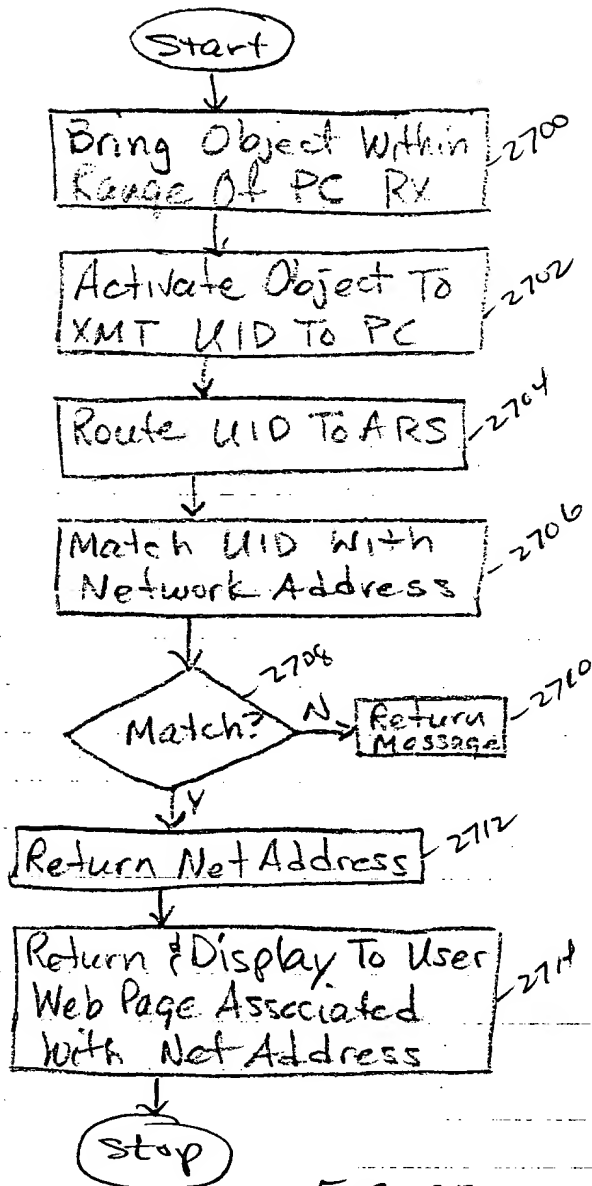 Start
Bring Object Within
Range Of PC RX
2700
Activate Object To
XMT UID To PC
2702
Route UID To ARS
2704
Match UID With
Network Address
2706
2708
Match?
N
Return
Message
2710
Y
Return Net Address
2712
Return & Display To User
Web Page Associated
With Net Address
2714
Stop